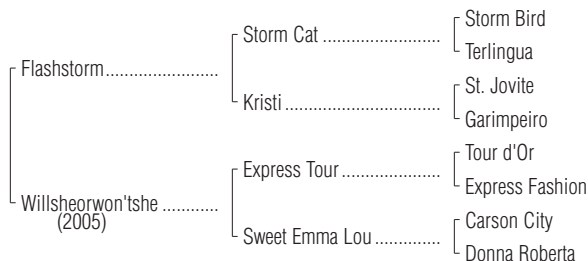 Storm Bird
Storm Cat ..............................
Terlingua
Flashstorm.............................
St. Jovite
Kristi ........................................
Garimpeiro
Tour d'Or
Express Tour .........................
Express Fashion
Willsheorwon'tshe ..............
(2005)
Carson City
Sweet Emma Lou ....................
Donna Roberta